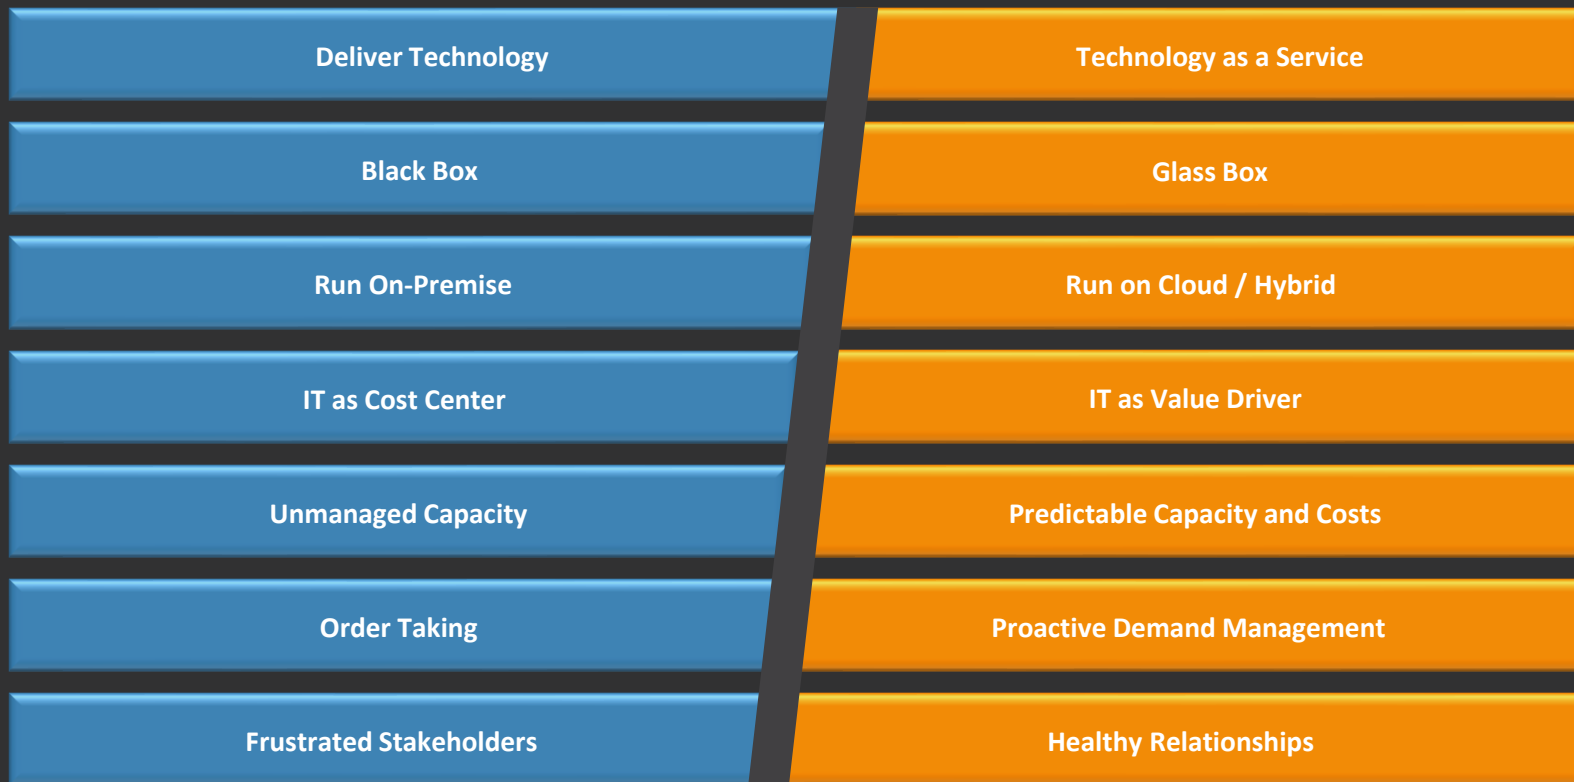 Deliver Technology
Technology as a Service
Black Box
Glass Box
Run On-Premise
Run on Cloud / Hybrid
IT as Cost Center
IT as Value Driver
Unmanaged Capacity
Predictable Capacity and Costs
Order Taking
Proactive Demand Management
Frustrated Stakeholders
Healthy Relationships